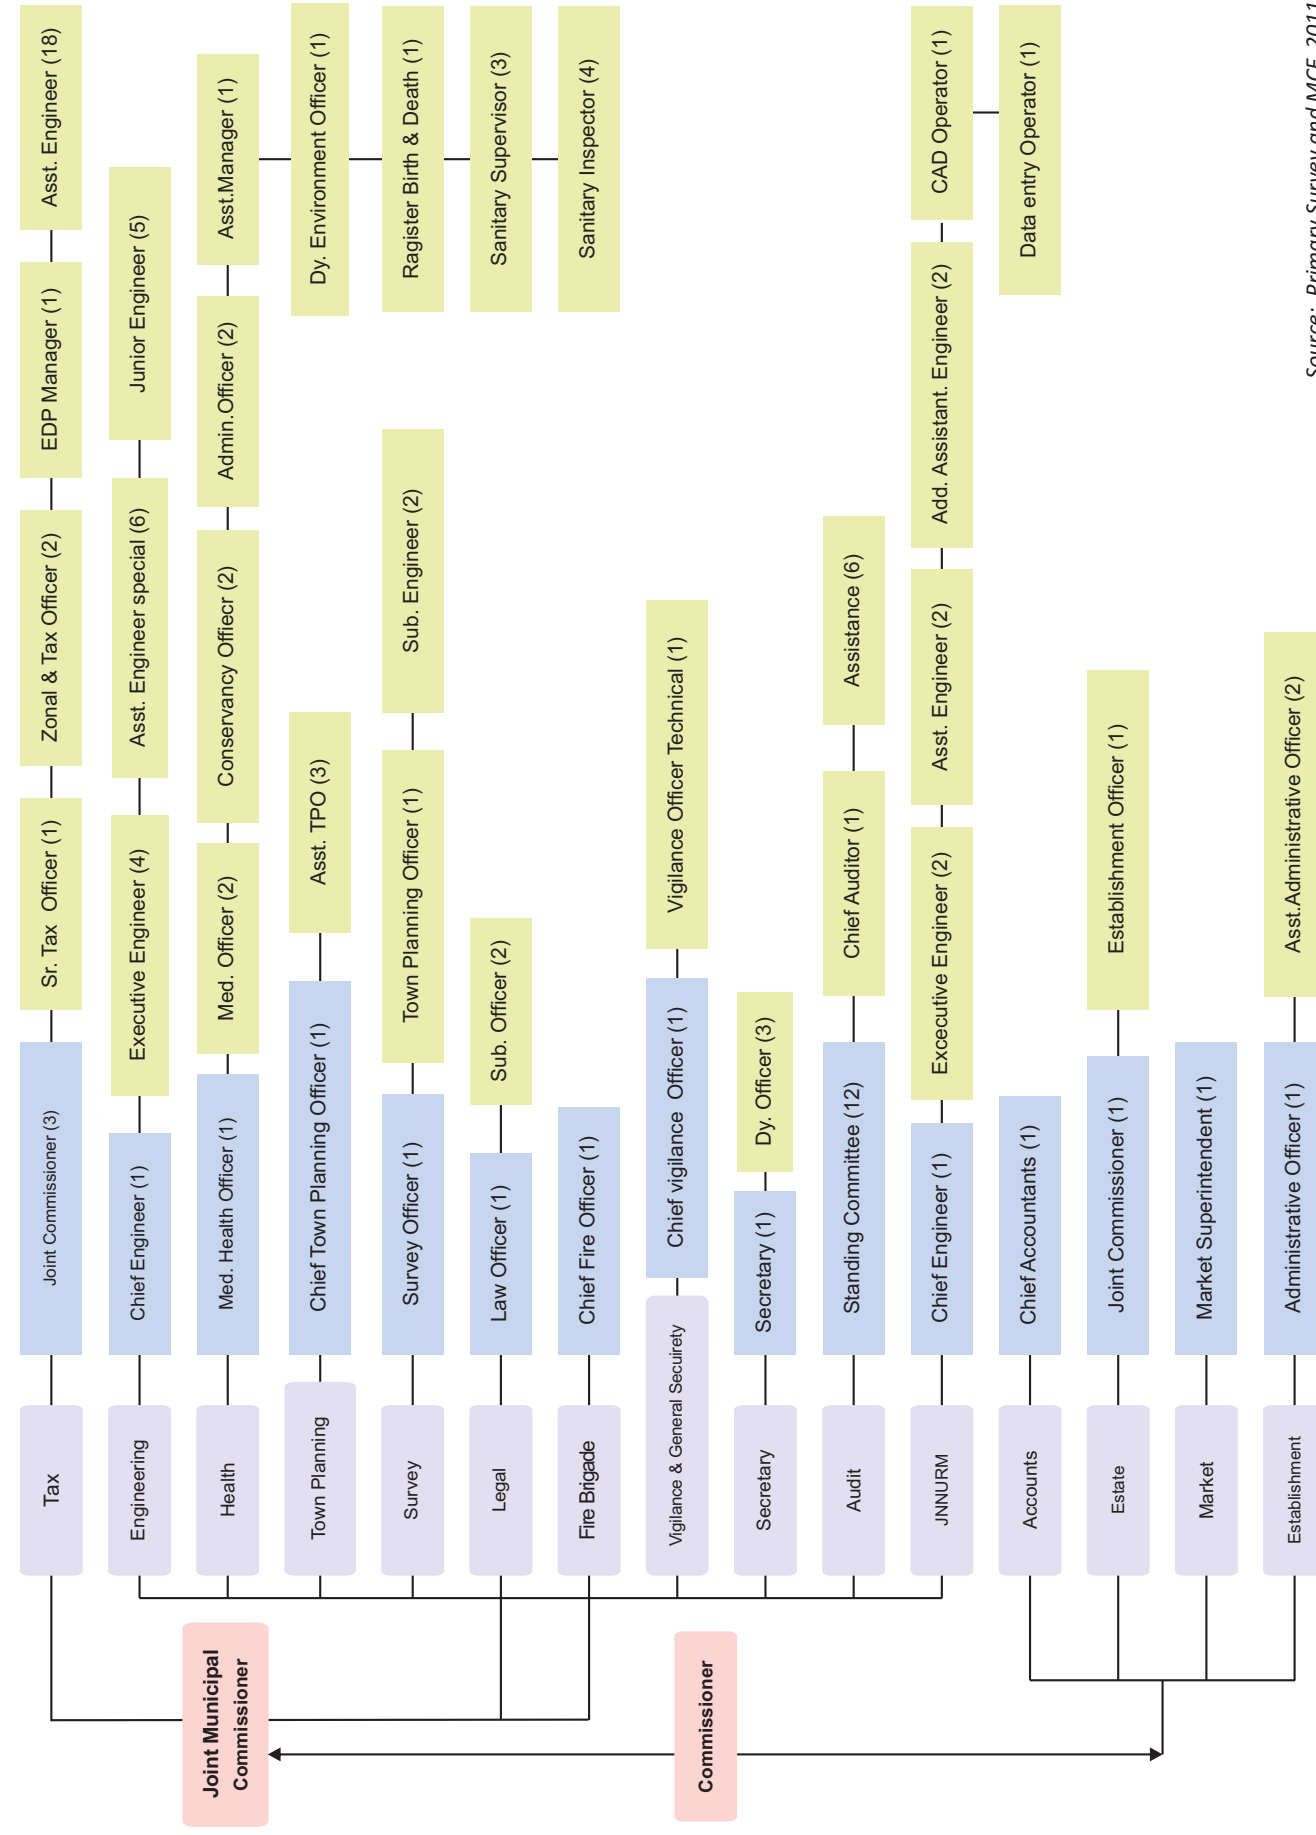 Joint Municipal
Commissioner
Commissioner
Tax
Joint Commissioner (3)
Sr. Tax Officer (1)
Zonal & Tax Officer (2)
EDP Manager (1)
Asst. Engineer (18)
Engineering
Chief Engineer (1)
Executive Engineer (4)
Asst. Engineer special (6)
Junior Engineer (5)
Health
Med. Health Officer (1)
Med. Officer (2)
Conservancy Offiecr (2)
Admin.Officer (2)
Asst.Manager (1)
Dy. Environment Officer (1)
Ragister Birth & Death (1)
Sanitary Supervisor (3)
Sanitary Inspector (4)
Town Planning
Chief Town Planning Officer (1)
Asst. TPO (3)
Survey
Survey Officer (1)
Town Planning Officer (1)
Sub. Engineer (2)
Legal
Law Officer (1)
Sub. Officer (2)
Fire Brigade
Chief Fire Officer (1)
Vigilance & General Secuirety
Chief vigilance Officer (1)
Vigilance Officer Technical (1)
Secretary
Secretary (1)
Dy. Officer (3)
Audit
Standing Committee (12)
Chief Auditor (1)
Assistance (6)
JNNURM
Chief Engineer (1)
Excecutive Engineer (2)
Asst. Engineer (2)
Add. Assistant. Engineer (2)
CAD Operator (1)
Data entry Operator (1)
Accounts
Chief Accountants (1)
Estate
Joint Commissioner (1)
Establishment Officer (1)
Market
Market Superintendent (1)
Establishment
Administrative Officer (1)
Asst.Administrative Officer (2)
Source: Primary Survey and MCF, 2011